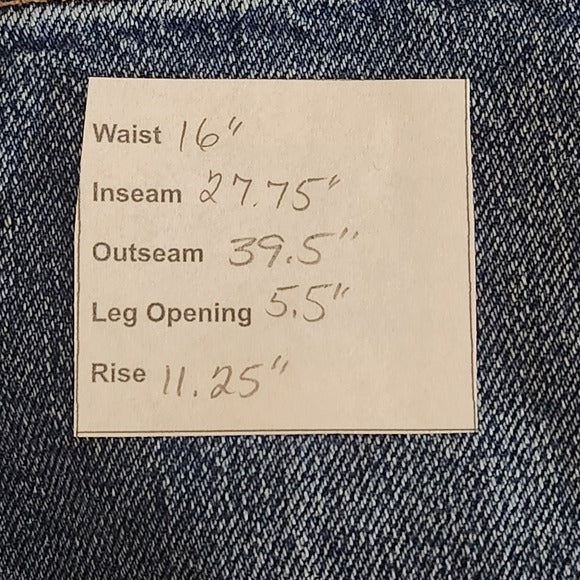 Waist 16"
Inseam 27.75"
Outseam 39.5"
Leg Opening 5.5"
Rise 11.25"